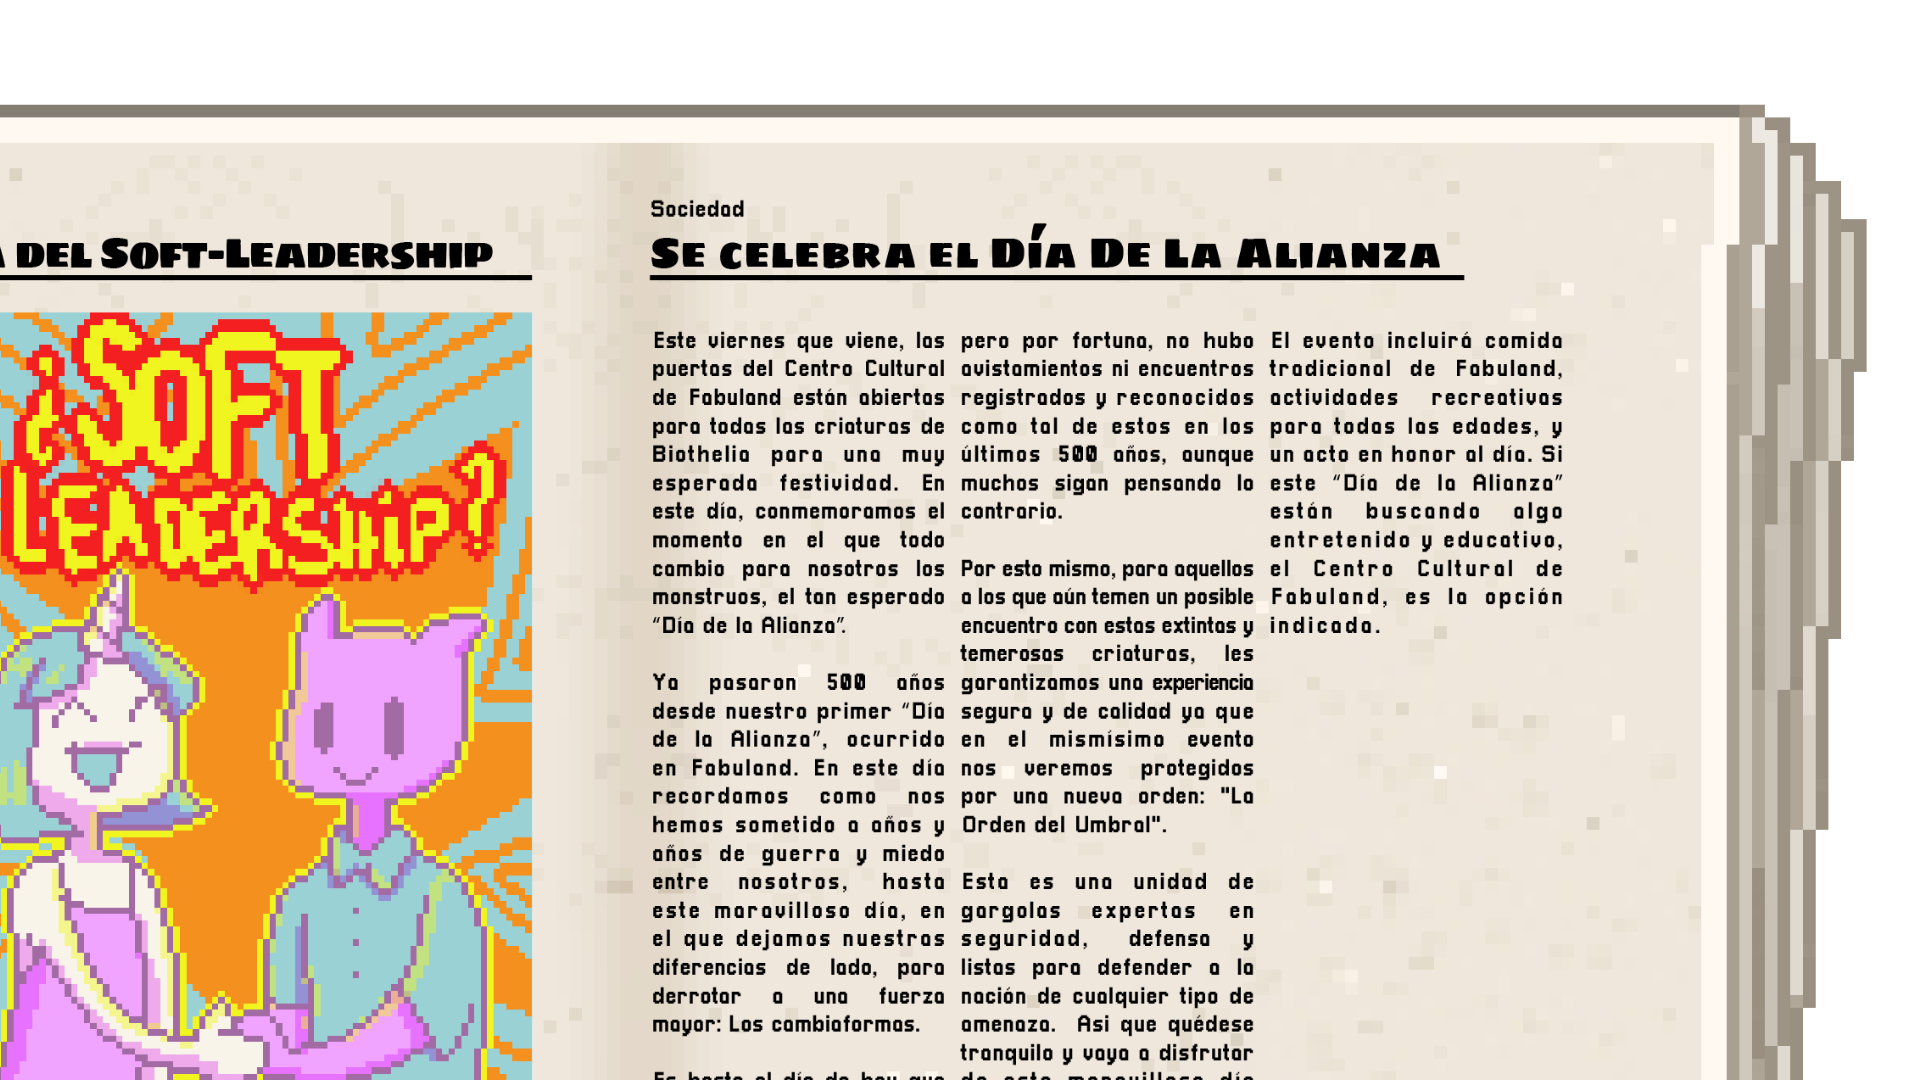 DEL SOFT-LEADERSHIP
¿SOFT
LEADERSHIP?
Sociedad
SE CELEBRA EL DÍA DE LA ALIANZA
Este viernes que viene, las
puertas del Centro Cultural
de Fabuland están abiertas
para todas las criaturas de
Biothelia para una muy
esperada festividad. En
este día, conmemoramos el
momento en el que todo
cambio para nosotros los
monstruos, el tan esperado
“Día de la Alianza”.
Ya pasaron 500 años
desde nuestro primer “Día
de la Alianza”, ocurrido
en Fabuland. En este día
recordamos como nos
hemos sometido a años y
años de guerra y miedo
entre nosotros, hasta
este maravilloso día, en
el que dejamos nuestras
diferencias de lado, para
derrotar a una fuerza
mayor: Los cambiaformas.
Es hasta el día de hoy que
pero por fortuna, no hubo
avistamientos ni encuentros
registrados y reconocidos
como tal de estos en los
últimos 500 años, aunque
muchos sigan pensando lo
contrario.
Por esto mismo, para aquellos
a los que aún temen un posible
encuentro con estas extintas y
temerosas criaturas, les
garantizamos una experiencia
segura y de calidad ya que
en el mismísimo evento
nos veremos protegidos
por una nueva orden: "La
Orden del Umbral".
Esta es una unidad de
gargolas expertas en
seguridad, defensa y
listas para defender a la
nación de cualquier tipo de
amenaza. Asi que quédese
tranquilo y vaya a disfrutar
de este maravilloso día
El evento incluirá comida
tradicional de Fabuland,
actividades recreativas
para todas las edades, y
un acto en honor al día. Si
este “Día de la Alianza”
están buscando algo
entretenido y educativo,
el Centro Cultural de
Fabuland, es la opción
indicada.